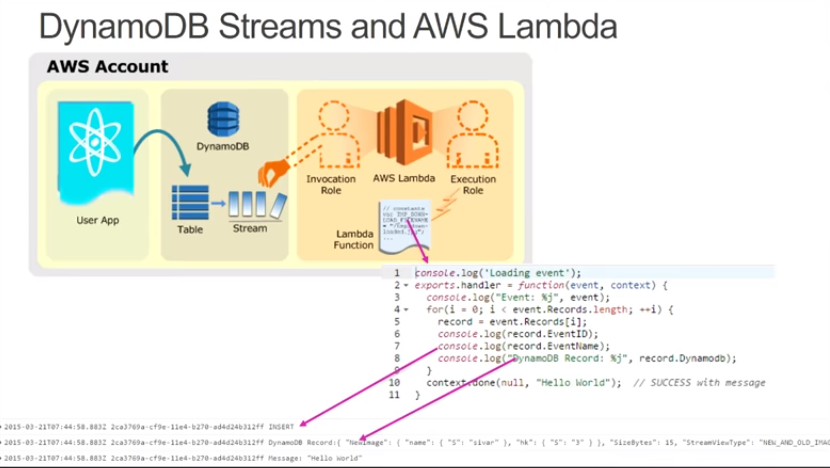 DynamoDB Streams and AWS Lambda
AWS Account
DynamoDB
User App
Table
Stream
Invocation
Role
AWS Lambda
Execution
Role
Lambda
Function
// constants
...
1 console.log('Loading event');
2 exports.handler = function(event, context) {
3 console.log("Event: %j", event);
4 for(i = 0; i < event.Records.length; ++i) {
5 record = event.Records[i];
6 console.log(record.EventID);
7 console.log(record.EventName);
8 console.log("DynamoDB Record: %j", record.Dynamodb);
9 }
10 context.done(null, "Hello World"); // SUCCESS with message
11 }
2015-03-21T07:44:58.883Z 2ca3769a-cf9e-11e4-b270-ad4d24b312ff INSERT
2015-03-21T07:44:58.883Z 2ca3769a-cf9e-11e4-b270-ad4d24b312ff DynamoDB Record:{ "NewImage": { "name": { "S": "sivar" }, "hk": { "S": "3" } }, "SizeBytes": 15, "StreamViewType": "NEW_AND_OLD_IMA
2015-03-21T07:44:58.883Z 2ca3769a-cf9e-11e4-b270-ad4d24b312ff Message: "Hello World"